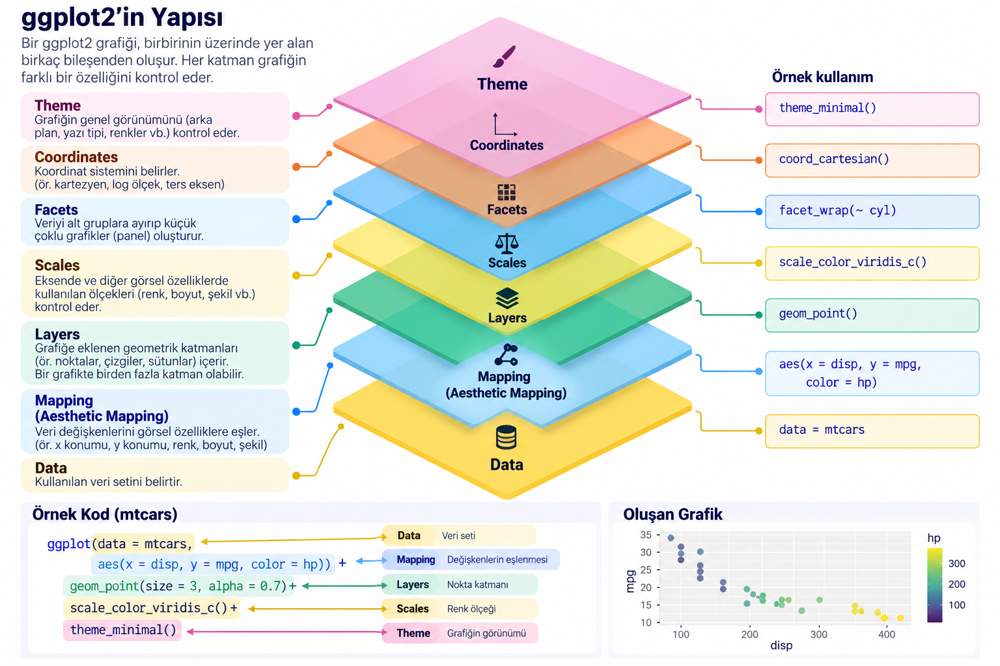 ggplot2’in Yapısı
Bir ggplot2 grafiği, birbirinin üzerinde yer alan
birkaç bileşenden oluşur. Her katman grafiğin
farklı bir özelliğini kontrol eder.
Theme
Grafiğin genel görünümünü (arka
plan, yazı tipi, renkler vb.) kontrol eder.
Coordinates
Koordinat sistemini belirler.
(ör. kartezyen, log ölçek, ters eksen)
Facets
Veriyi alt gruplara ayırıp küçük
çoklu grafikler (panel) oluşturur.
Scales
Eksende ve diğer görsel özelliklerde
kullanılan ölçekleri (renk, boyut, şekil vb.)
kontrol eder.
Layers
Grafiğe eklenen geometrik katmanları
(ör. noktalar, çizgiler, sütunlar) içerir.
Bir grafikte birden fazla katman olabilir.
Mapping
(Aesthetic Mapping)
Veri değişkenlerini görsel özelliklere eşler.
(ör. x konumu, y konumu, renk, boyut, şekil)
Data
Kullanılan veri setini belirtir.
Theme
Coordinates
Facets
Scales
Layers
Mapping
(Aesthetic Mapping)
Data
Örnek kullanım
theme_minimal()
coord_cartesian()
facet_wrap(~ cyl)
scale_color_viridis_c()
geom_point()
aes(x = disp, y = mpg,
color = hp)
data = mtcars
Örnek Kod (mtcars)
ggplot(data = mtcars,
aes(x = disp, y = mpg, color = hp)) +
geom_point(size = 3, alpha = 0.7)+
scale_color_viridis_c() +
theme_minimal()
Data Veri seti
Mapping Değişkenlerin eşlenmesi
Layers Nokta katmanı
Scales Renk ölçeği
Theme Grafiğin görünümü
Oluşan Grafik
35
30
25
20
15
10
mpg
100 200 300 400
disp
hp
300
200
100